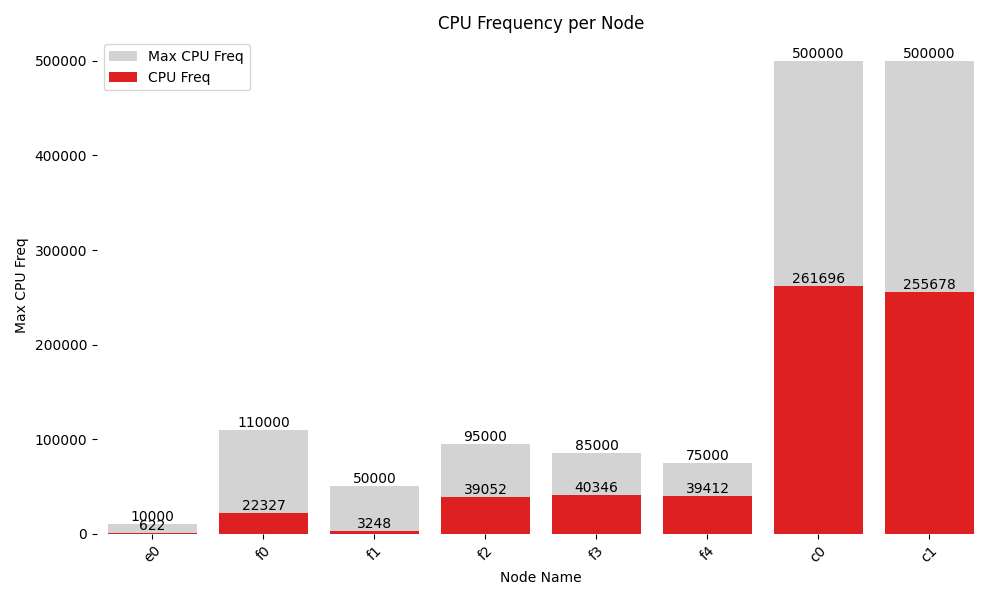 CPU Frequency per Node
Max CPU Freq
CPU Freq
500000
400000
300000
200000
100000
0
Max CPU Freq
10000
622
110000
22327
50000
3248
95000
39052
85000
40346
75000
39412
500000
261696
500000
255678
e0
f0
f1
f2
f3
f4
c0
c1
Node Name